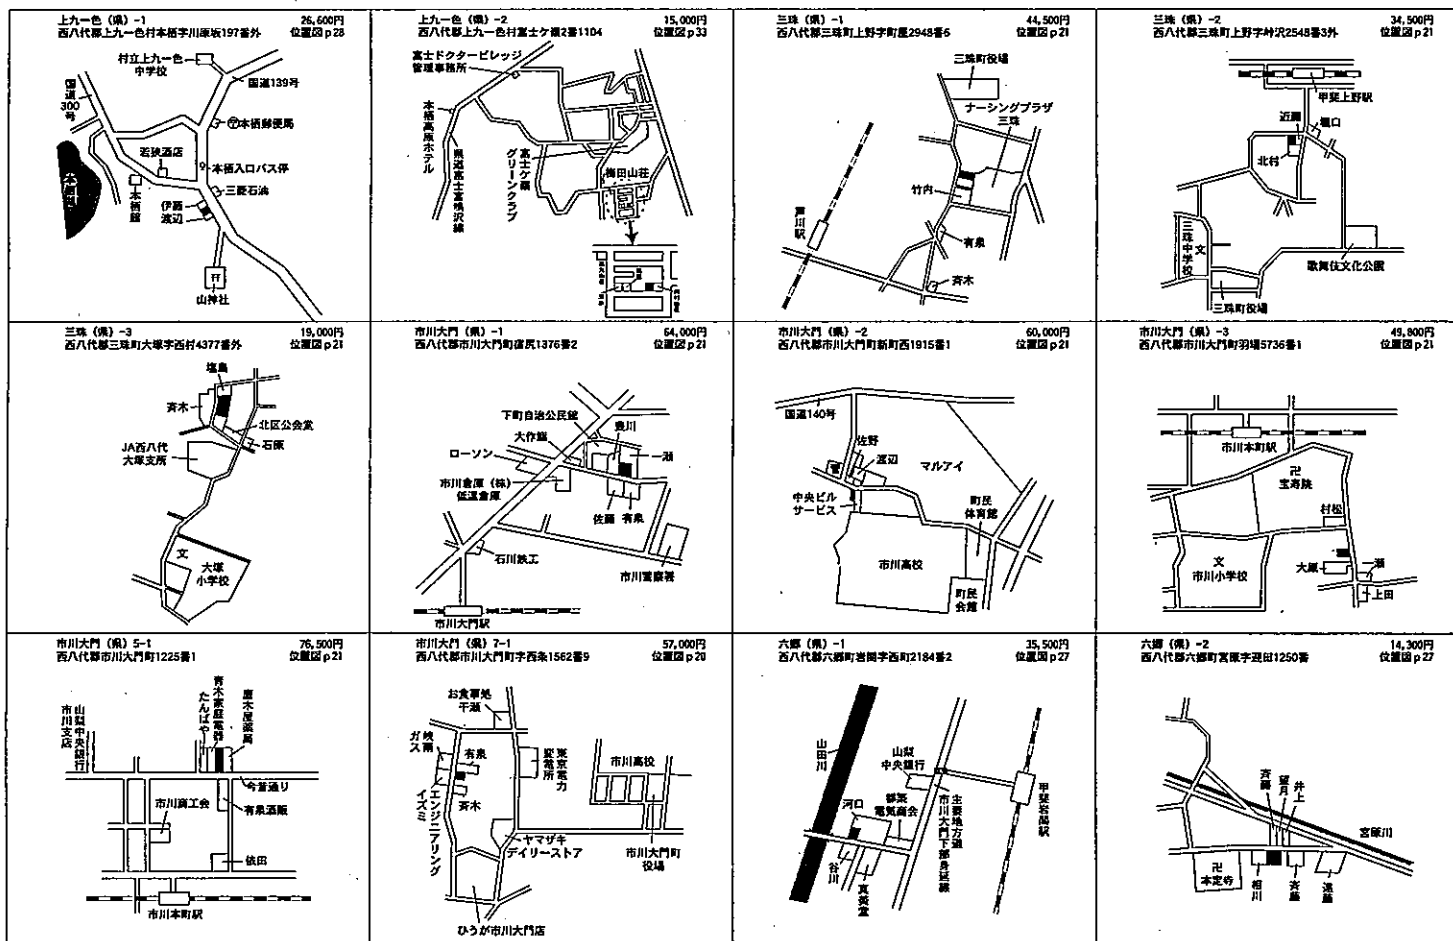 上九一色（県）-1 26,600円
西八代郡上九一色村本栖字川原坂197番外 位置図p28
村立上九一色
中学校
国道139号
国道
300
号
〒本栖郵便局
若狭酒店
本栖入口バス停
本栖館
三菱石油
伊藤
渡辺
山神社
上九一色（県）-2 15,000円
西八代郡上九一色村富士ケ嶺2番1104 位置図p33
富士ドクタービレッジ
管理事務所
本栖高原ホテル
県道富士宮鳴沢線
富士ケ嶺
グリーンクラブ
梅田山荘
三珠（県）-1 44,500円
西八代郡三珠町上野字町屋2948番6 位置図p21
三珠町役場
ナーシングプラザ
三珠
竹内
芦川駅
有泉
斉木
三珠（県）-2 34,500円
西八代郡三珠町上野字峠沢2548番3外 位置図p21
甲斐上野駅
近藤
堀口
北村
三珠中学校
文
歌舞伎文化公園
三珠町役場
三珠（県）-3 19,000円
西八代郡三珠町大塚字西村4377番外 位置図p21
塩島
斉木
北区公会堂
石原
JA西八代
大塚支所
文
大塚
小学校
市川大門（県）-1 64,000円
西八代郡市川大門町宿尻1376番2 位置図p21
下町自治公民館
豊川
大作館
一瀬
ローソン
市川倉庫（株）
低温倉庫
佐藤
有泉
石川鉄工
市川警察署
市川大門駅
市川大門（県）-2 60,000円
西八代郡市川大門町新町西1915番1 位置図p21
国道140号
佐野
渡辺
マルアイ
中央ビル
サービス
町民
体育館
市川高校
町民
会館
市川大門（県）-3 49,800円
西八代郡市川大門町羽場5736番1 位置図p21
市川本町駅
卍
宝寿院
村松
文
市川小学校
大原
一瀬
上田
市川大門（県）5-1 76,500円
西八代郡市川大門町1225番1 位置図p21
山梨中央銀行
市川支店
たんばや
青木家庭電器
唐木屋薬局
今昔通り
市川商工会
有泉酒販
依田
市川本町駅
市川大門（県）7-1 57,000円
西八代郡市川大門町字西条1562番9 位置図p20
お食事処
千瀬
峡南
ガス
有泉
東京電力
変電所
市川高校
斉木
エンジニアリング
イズミ
ヤマザキ
デイリーストア
市川大門町
役場
ひうが市川大門店
六郷（県）-1 35,500円
西八代郡六郷町岩間字西町2184番2 位置図p27
山田川
山梨
中央銀行
河口
都築
電気商会
主要地方道
市川大門下部身延線
甲斐岩間駅
谷川
真英堂
六郷（県）-2 14,300円
西八代郡六郷町宮原字迎田1250番 位置図p27
斉藤
望月
井上
宮原川
卍
本定寺
相川
斉藤
遠藤